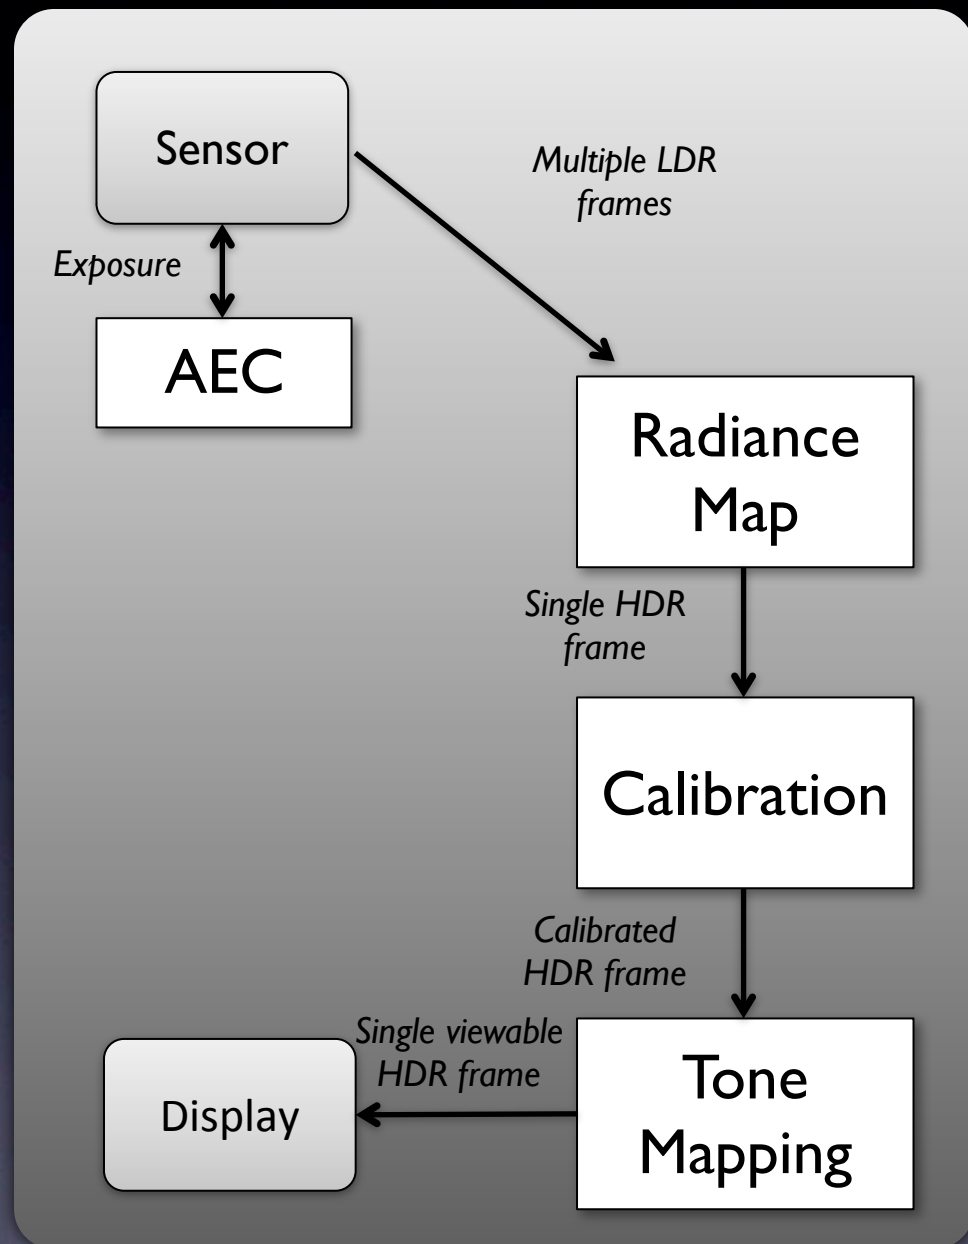 Sensor
Multiple LDR
frames
Exposure
AEC
Radiance
Map
Single HDR
frame
Calibration
Calibrated
HDR frame
Single viewable
HDR frame
Tone
Mapping
Display